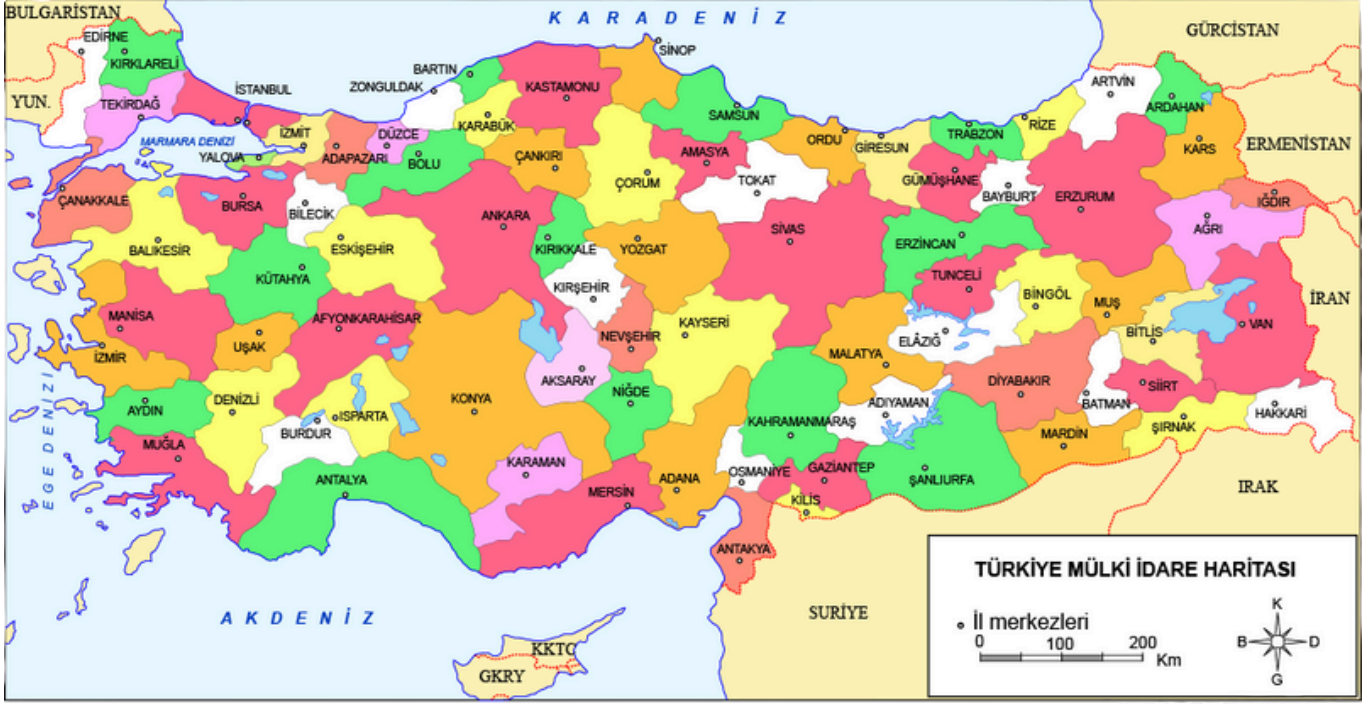 BULGARİSTAN
KARADENİZ
GÜRCİSTAN
EDİRNE
KIRKLARELİ
SİNOP
BARTIN
ZONGULDAK
KASTAMONU
ARTVİN
ARDAHAN
YUN.
TEKİRDAĞ
İSTANBUL
KARABÜK
SAMSUN
ORDU
GİRESUN
TRABZON
RİZE
KARS
ERMENİSTAN
MARMARA DENİZİ
YALOVA
İZMİT
ADAPAZARI
DÜZCE
BOLU
ÇANKIRI
ÇORUM
AMASYA
TOKAT
GÜMÜŞHANE
BAYBURT
ERZURUM
IĞDIR
ÇANAKKALE
BURSA
BİLECİK
ANKARA
SİVAS
AĞRI
BALIKESİR
ESKİŞEHİR
KIRIKKALE
YOZGAT
ERZİNCAN
KÜTAHYA
KIRŞEHİR
TUNCELİ
BİNGÖL
MUŞ
İRAN
MANİSA
AFYONKARAHİSAR
NEVŞEHİR
KAYSERİ
ELÂZIĞ
BİTLİS
VAN
İZMİR
UŞAK
AKSARAY
MALATYA
EGE DENİZİ
AYDIN
DENİZLİ
ISPARTA
KONYA
NİĞDE
DİYABAKIR
SİİRT
BATMAN
HAKKARİ
BURDUR
KAHRAMANMARAŞ
ADIYAMAN
MARDİN
ŞIRNAK
MUĞLA
ANTALYA
KARAMAN
MERSİN
ADANA
OSMANİYE
GAZİANTEP
ŞANLIURFA
KİLİS
IRAK
ANTAKYA
AKDENİZ
SURİYE
KKTC
GKRY
TÜRKİYE MÜLKİ İDARE HARİTASI
İl merkezleri
0 100 200
Km
K
B D
G